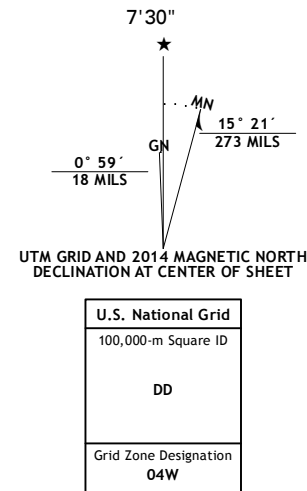 7'30"
★
MN
GN
15° 21´
273 MILS
0° 59´
18 MILS
UTM GRID AND 2014 MAGNETIC NORTH
DECLINATION AT CENTER OF SHEET
U.S. National Grid
100,000-m Square ID
DD
Grid Zone Designation
04W